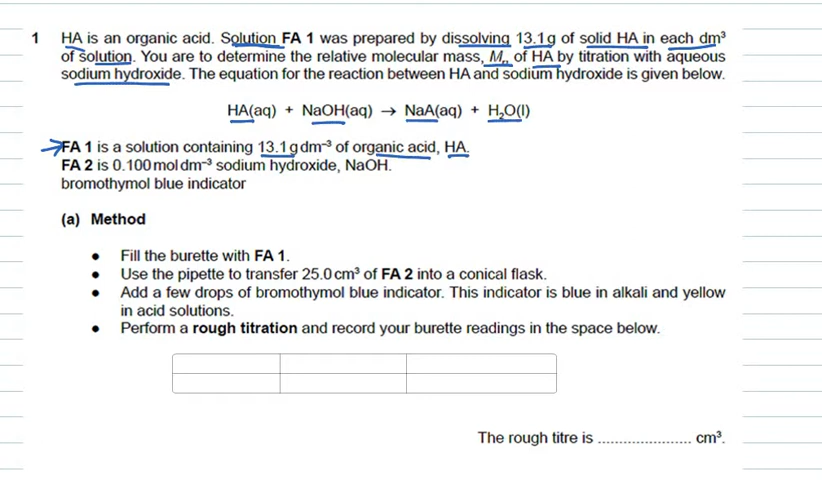 1 HA is an organic acid. Solution FA 1 was prepared by dissolving 13.1 g of solid HA in each dm³
of solution. You are to determine the relative molecular mass, Mᵣ, of HA by titration with aqueous
sodium hydroxide. The equation for the reaction between HA and sodium hydroxide is given below.
HA(aq) + NaOH(aq) → NaA(aq) + H₂O(l)
FA 1 is a solution containing 13.1 g dm⁻³ of organic acid, HA.
FA 2 is 0.100 mol dm⁻³ sodium hydroxide, NaOH.
bromothymol blue indicator
(a) Method
• Fill the burette with FA 1.
• Use the pipette to transfer 25.0 cm³ of FA 2 into a conical flask.
• Add a few drops of bromothymol blue indicator. This indicator is blue in alkali and yellow
in acid solutions.
• Perform a rough titration and record your burette readings in the space below.
The rough titre is ...................... cm³.